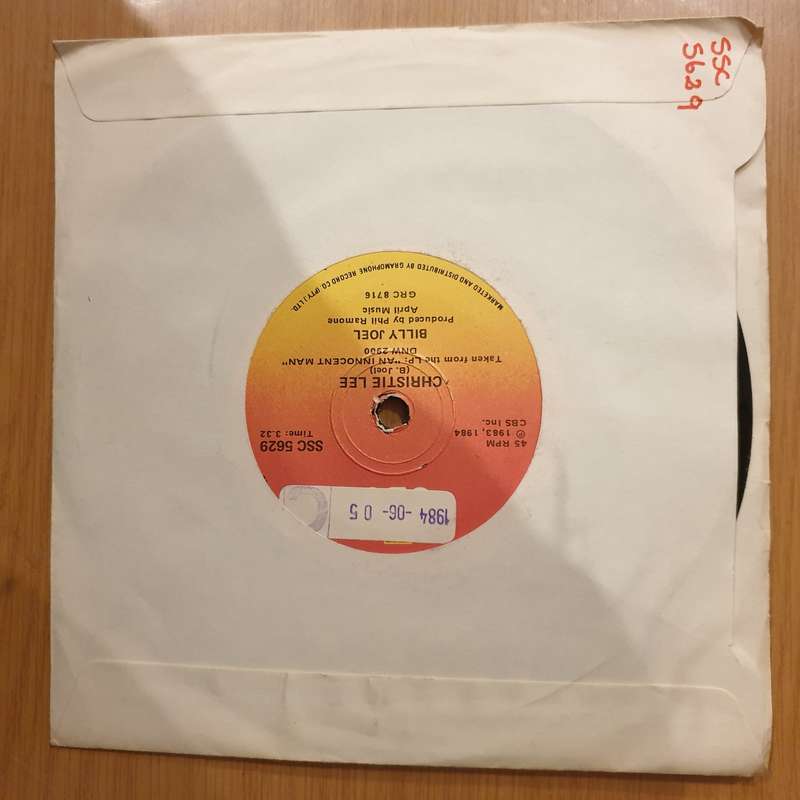 SSC
5629
1984 -06- 05
45 RPM
℗ 1983, 1984
CBS Inc.
SSC 5629
Time: 3.32
CHRISTIE LEE
(B. Joel)
Taken from the LP: "AN INNOCENT MAN"
DNW 2900
BILLY JOEL
Produced by Phil Ramone
April Music
GRC 8716
MARKETED AND DISTRIBUTED BY GRAMOPHONE RECORD CO (PTY.) LTD.